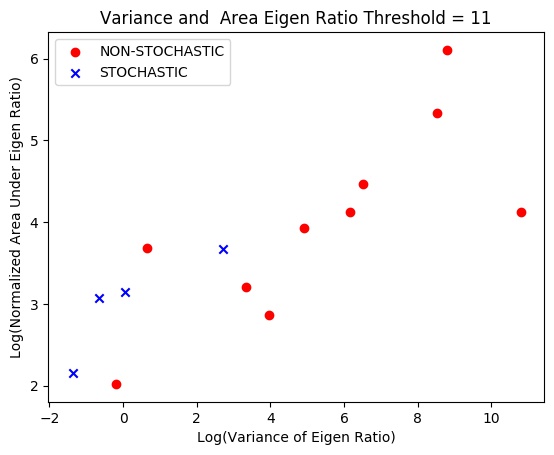 Variance and  Area Eigen Ratio Threshold = 11
NON-STOCHASTIC
STOCHASTIC
Log(Normalized Area Under Eigen Ratio)
6
5
4
3
2
−2
0
2
4
6
8
10
Log(Variance of Eigen Ratio)